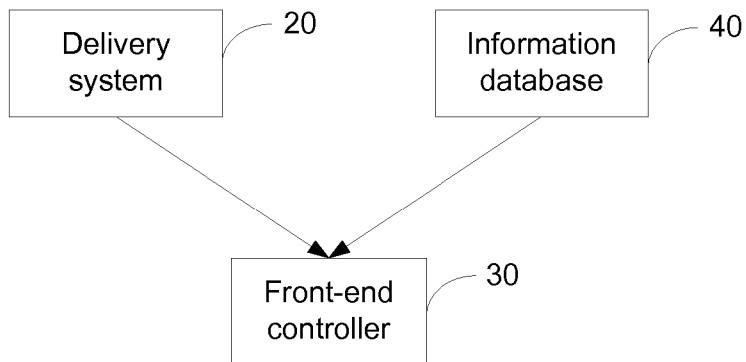 Delivery
system
20
Information
database
40
Front-end
controller
30